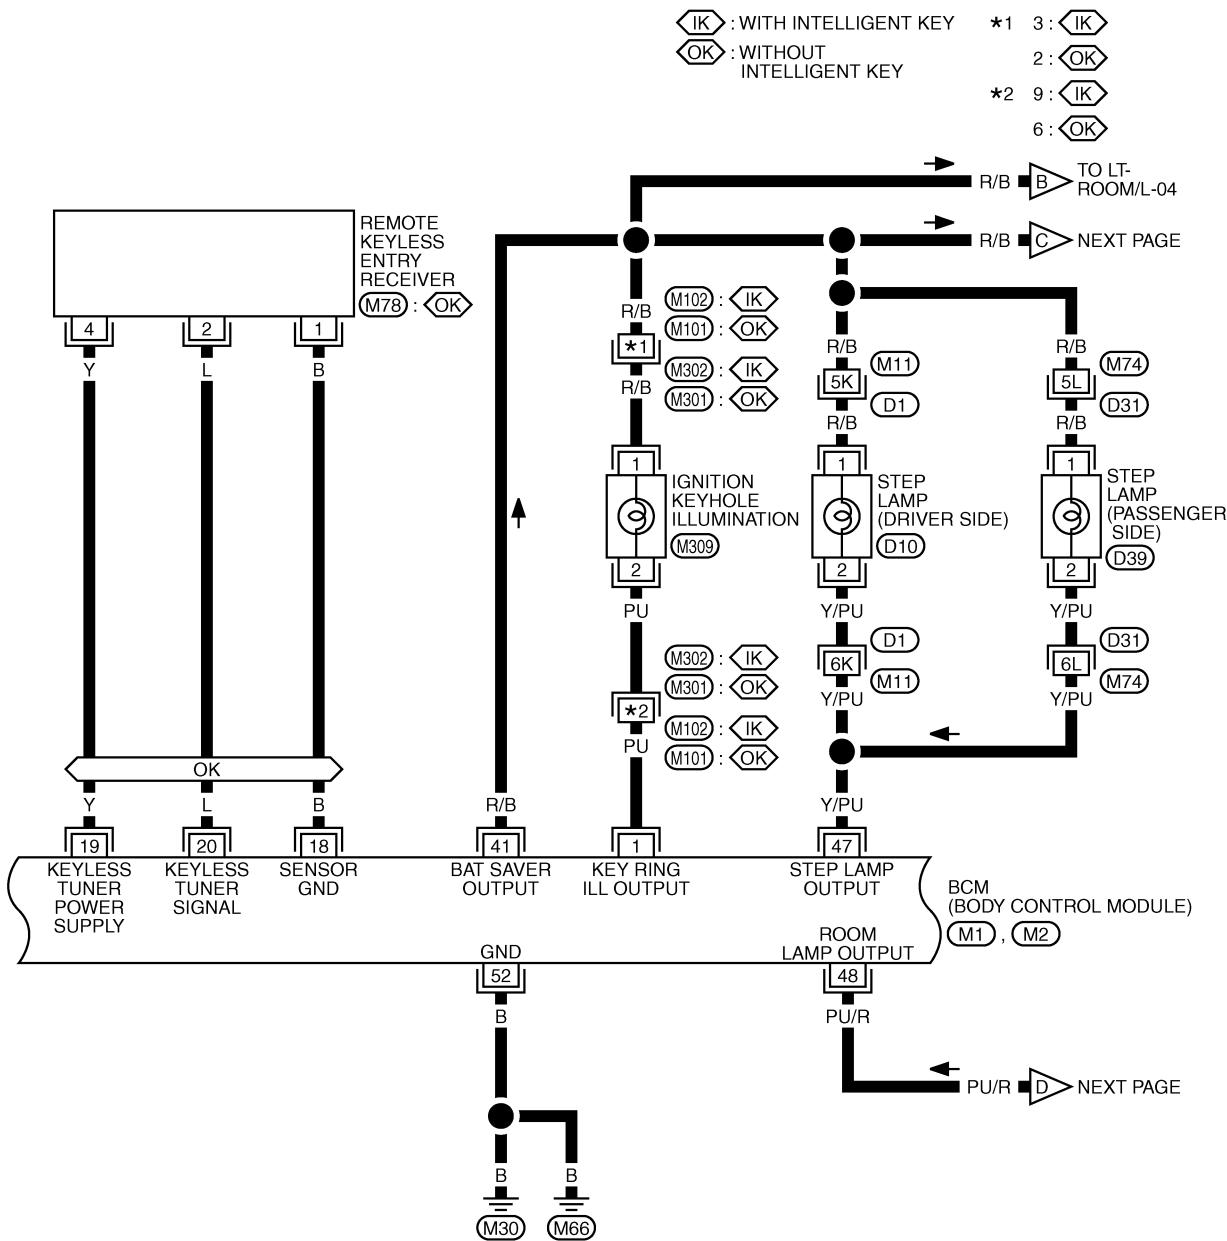 IK : WITH INTELLIGENT KEY
OK : WITHOUT
INTELLIGENT KEY
*1 3 : IK
2 : OK
*2 9 : IK
6 : OK
R/B B TO LT-
ROOM/L-04
R/B C NEXT PAGE
REMOTE
KEYLESS
ENTRY
RECEIVER
M78 : OK
4 2 1
Y L B
R/B
*1
R/B
M102 : IK
M101 : OK
M302 : IK
M301 : OK
R/B
5K
R/B
M11
D1
R/B
5L
R/B
M74
D31
1
2
IGNITION
KEYHOLE
ILLUMINATION
M309
1
2
STEP
LAMP
(DRIVER SIDE)
D10
1
2
STEP
LAMP
(PASSENGER
SIDE)
D39
PU
*2
PU
M302 : IK
M301 : OK
M102 : IK
M101 : OK
Y/PU
6K
Y/PU
D1
M11
Y/PU
6L
Y/PU
D31
M74
OK
Y L B R/B Y/PU
19 20 18 41 1 47
KEYLESS
TUNER
POWER
SUPPLY
KEYLESS
TUNER
SIGNAL
SENSOR
GND
BAT SAVER
OUTPUT
KEY RING
ILL OUTPUT
STEP LAMP
OUTPUT
BCM
(BODY CONTROL MODULE)
M1 , M2
GND
52
B
ROOM
LAMP OUTPUT
48
PU/R
PU/R D NEXT PAGE
B B
M30 M66